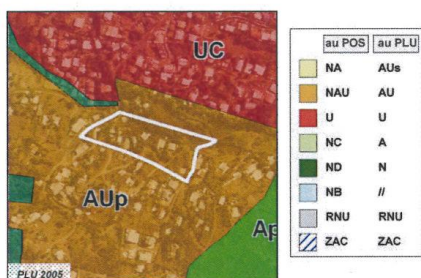 UC
AUp
Ap
PLU 2005
au POS au PLU
NA AUs
NAU AU
U U
NC A
ND N
NB //
RNU RNU
ZAC ZAC